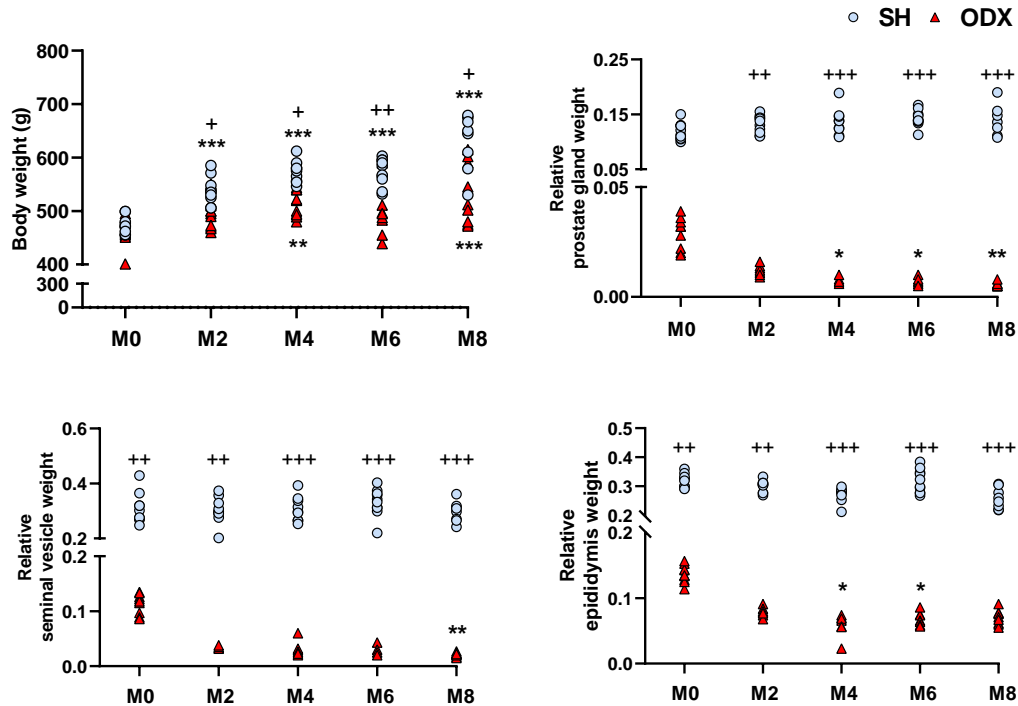 SH ODX
800
700
600
500
400
300
0
Body weight (g)
+
***
+
***
**
++
***
+
***
***
M0 M2 M4 M6 M8
0.25
0.15
0.05
0.05
0.00
Relative
prostate gland weight
++ +++ +++ +++
* * **
M0 M2 M4 M6 M8
0.6
0.4
0.2
0.2
0.1
0.0
Relative
seminal vesicle weight
++ ++ +++ +++ +++
**
M0 M2 M4 M6 M8
0.5
0.4
0.3
0.2
0.2
0.1
0.0
Relative
epididymis weight
++ ++ +++ +++ +++
* *
M0 M2 M4 M6 M8